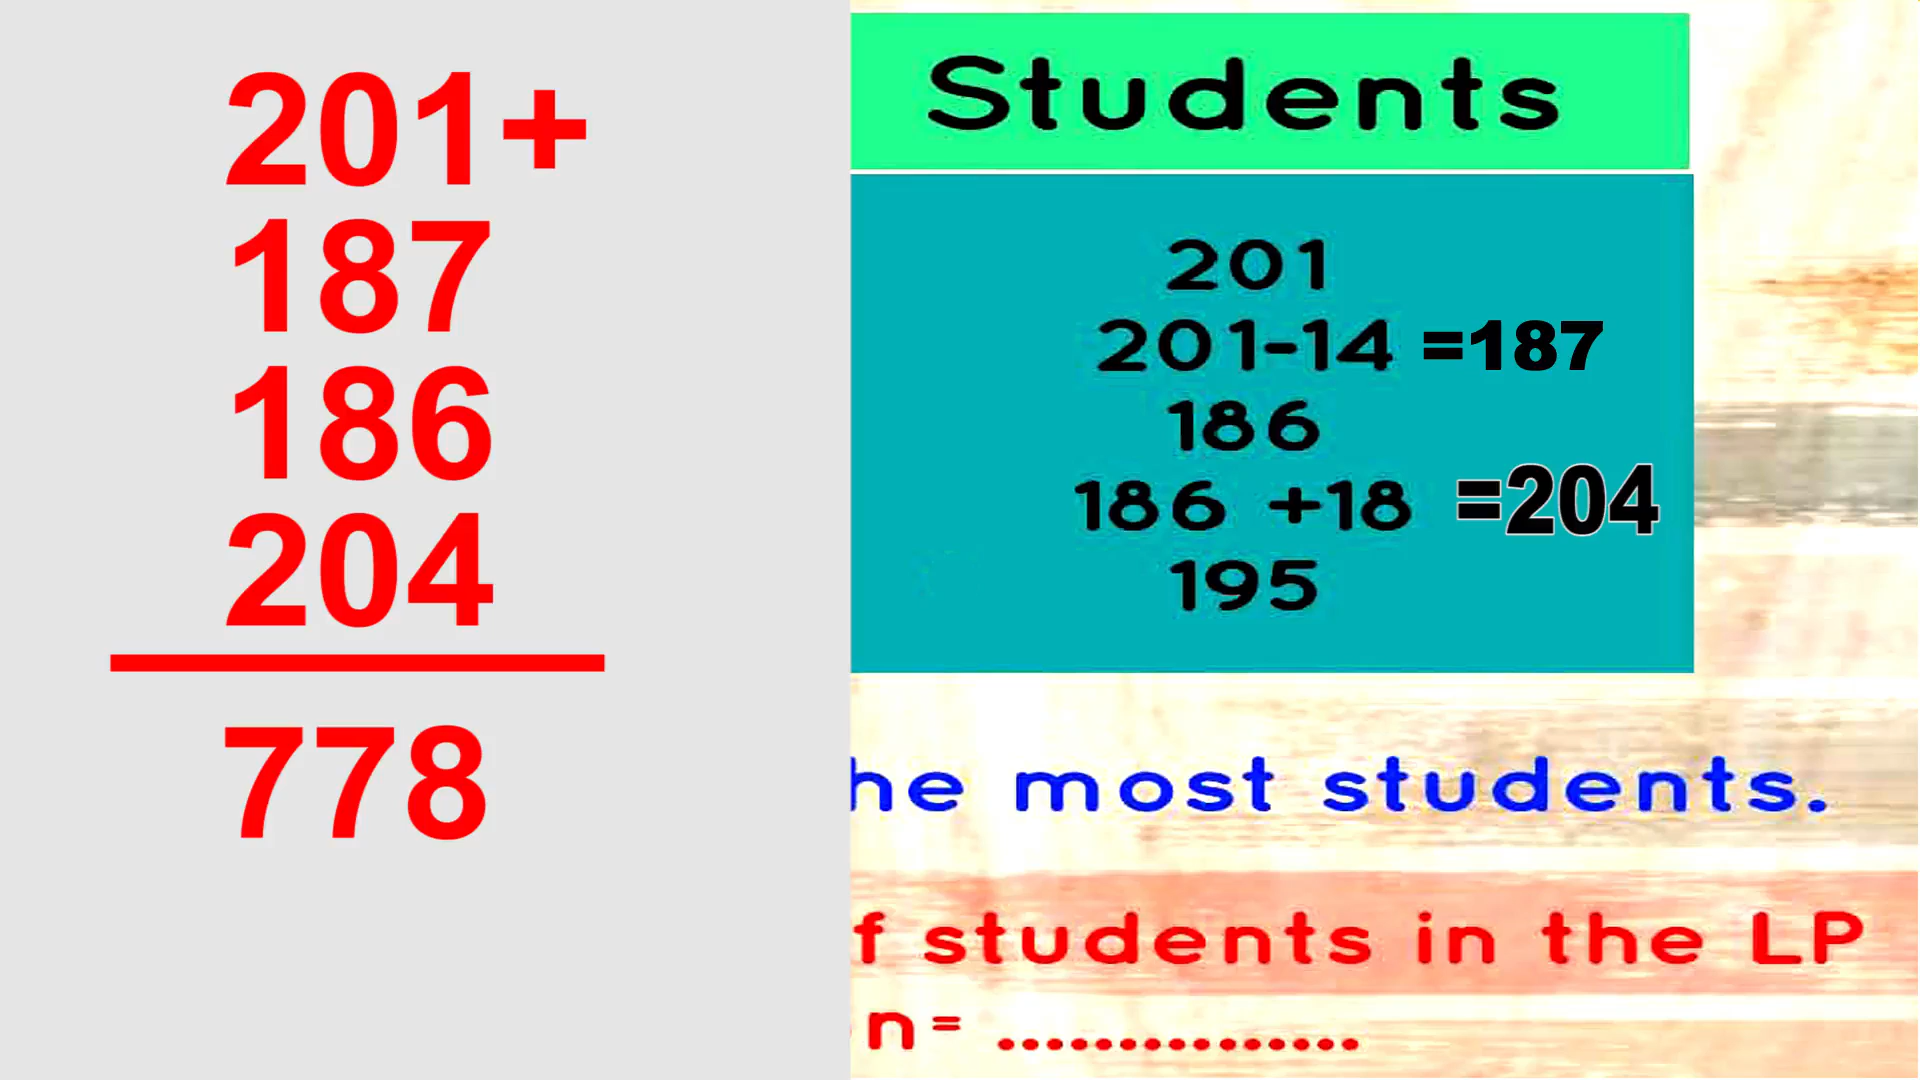 201+
187
186
204
778
Students
201
201-14 =187
186
186 +18 =204
195
he most students.
f students in the LP
n= ...............